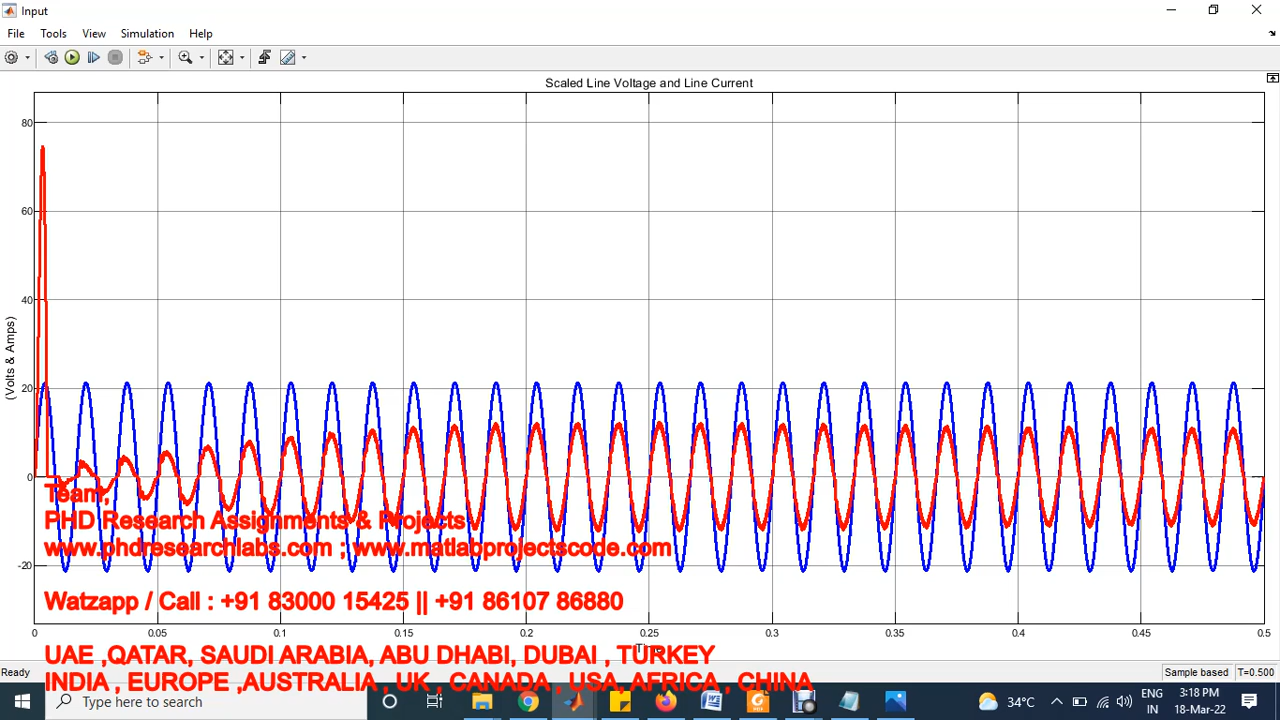 Input
File Tools View Simulation Help
Scaled Line Voltage and Line Current
80
60
40
20
0
-20
(Volts & Amps)
Team,
PHD Research Assignments & Projects
www.phdresearchlabs.com ; www.matlabprojectscode.com
Watzapp / Call : +91 83000 15425 || +91 86107 86880
0 0.05 0.1 0.15 0.2 0.25 0.3 0.35 0.4 0.45 0.5
Time
UAE ,QATAR, SAUDI ARABIA, ABU DHABI, DUBAI , TURKEY
INDIA , EUROPE ,AUSTRALIA , UK , CANADA , USA, AFRICA , CHINA
Ready Sample based T=0.500
Type here to search 34°C ENG 3:18 PM
IN 18-Mar-22